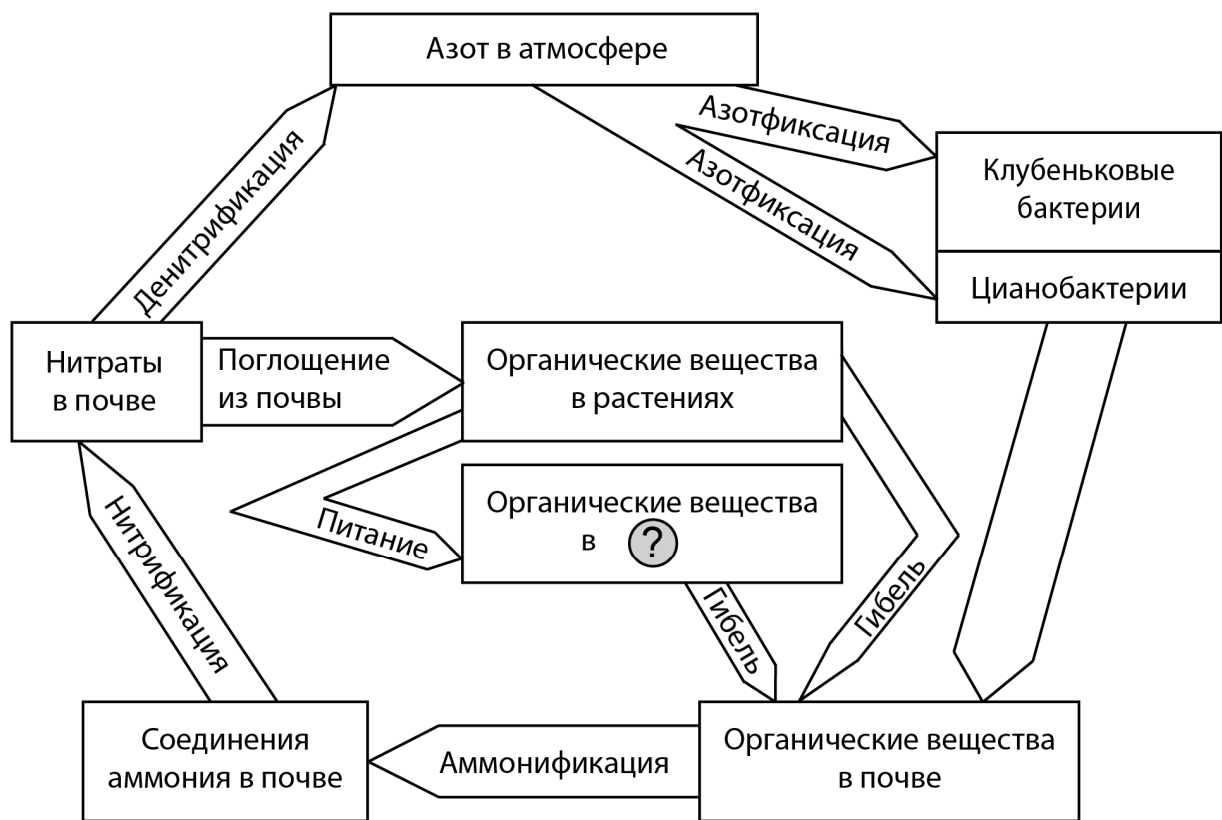 Азот в атмосфере
Азотфиксация
Азотфиксация
Клубеньковые
бактерии
Цианобактерии
Денитрификация
Нитраты
в почве
Поглощение
из почвы
Органические вещества
в растениях
Органические вещества
в ?
Питание
Гибель
Гибель
Нитрификация
Соединения
аммония в почве
Аммонификация
Органические вещества
в почве